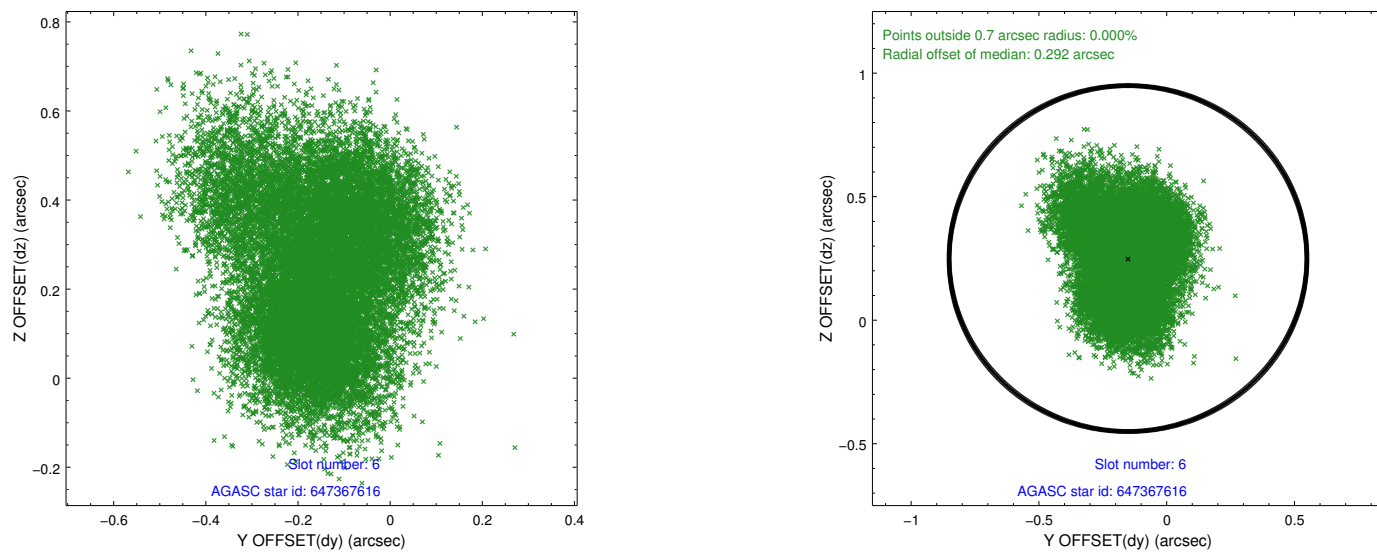 0.8
0.6
0.4
0.2
0
−0.2
Z OFFSET(dz) (arcsec)
Slot number: 6
AGASC star id: 647367616
−0.6
−0.4
−0.2
0
0.2
0.4
Y OFFSET(dy) (arcsec)
Points outside 0.7 arcsec radius: 0.000%
Radial offset of median: 0.292 arcsec
1
0.5
0
−0.5
Z OFFSET(dz) (arcsec)
Slot number: 6
AGASC star id: 647367616
−1
−0.5
0
0.5
Y OFFSET(dy) (arcsec)